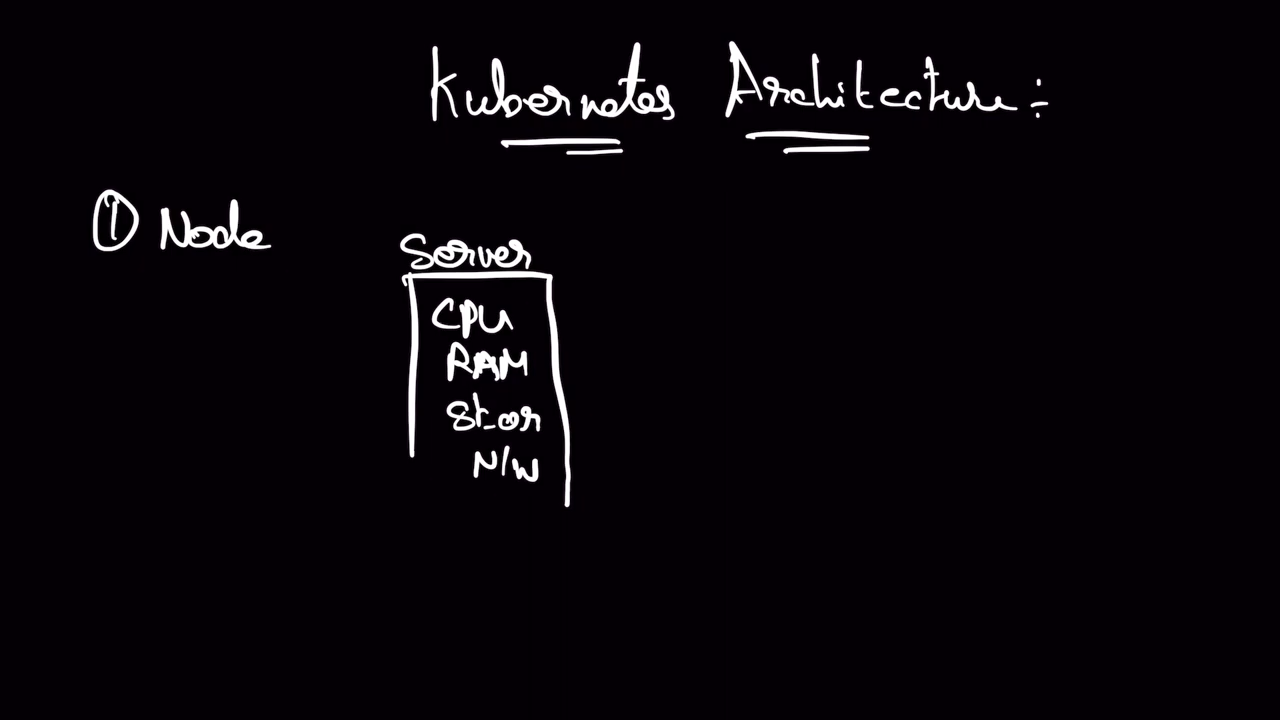 Kubernetes Architecture :-
① Node
Server
CPU
RAM
Stor
N/W